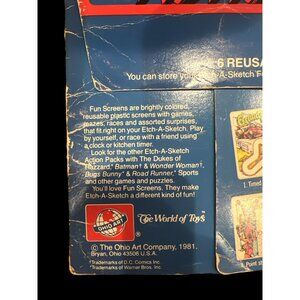 6 REUSA
You can store your Etch-A-Sketch F
Fun Screens are brightly colored,
reusable plastic screens with games,
mazes, races and assorted surprises,
that fit right on your Etch-A-Sketch. Play
by yourself, or race with a friend using
a clock or kitchen timer.
Look for the other Etch-A-Sketch
Action Packs with The Dukes of
Hazzard,* Batman† & Wonder Woman†,
Bugs Bunny* & Road Runner,* Sports
and other games and puzzles.
You'll love Fun Screens. They make
Etch-A-Sketch a different kind of fun!
OHIO ART
The World of Toys
© The Ohio Art Company, 1981.
Bryan, Ohio 43506 U.S.A.
†Trademarks of D.C. Comics Inc.
*Trademarks of Warner Bros. Inc.
1. Timed